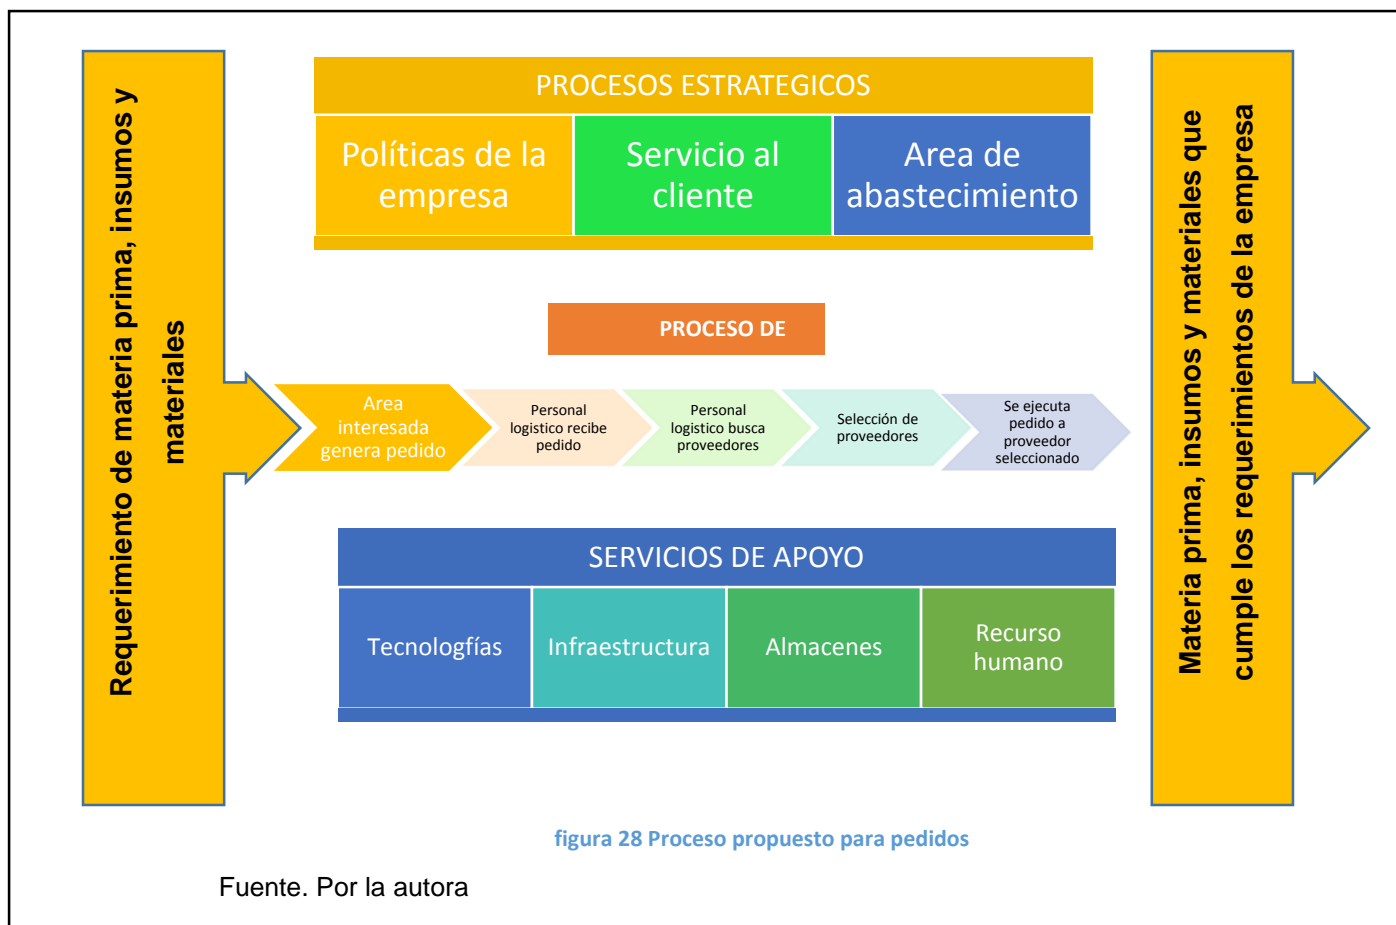 Requerimiento de materia prima, insumos y
materiales
PROCESOS ESTRATEGICOS
Políticas de la
empresa
Servicio al
cliente
Area de
abastecimiento
PROCESO DE
Area
interesada
genera pedido
Personal
logistico recibe
pedido
Personal
logistico busca
proveedores
Selección de
proveedores
Se ejecuta
pedido a
proveedor
seleccionado
SERVICIOS DE APOYO
Tecnologfías
Infraestructura
Almacenes
Recurso
humano
Materia prima, insumos y materiales que
cumple los requerimientos de la empresa
figura 28 Proceso propuesto para pedidos
Fuente. Por la autora